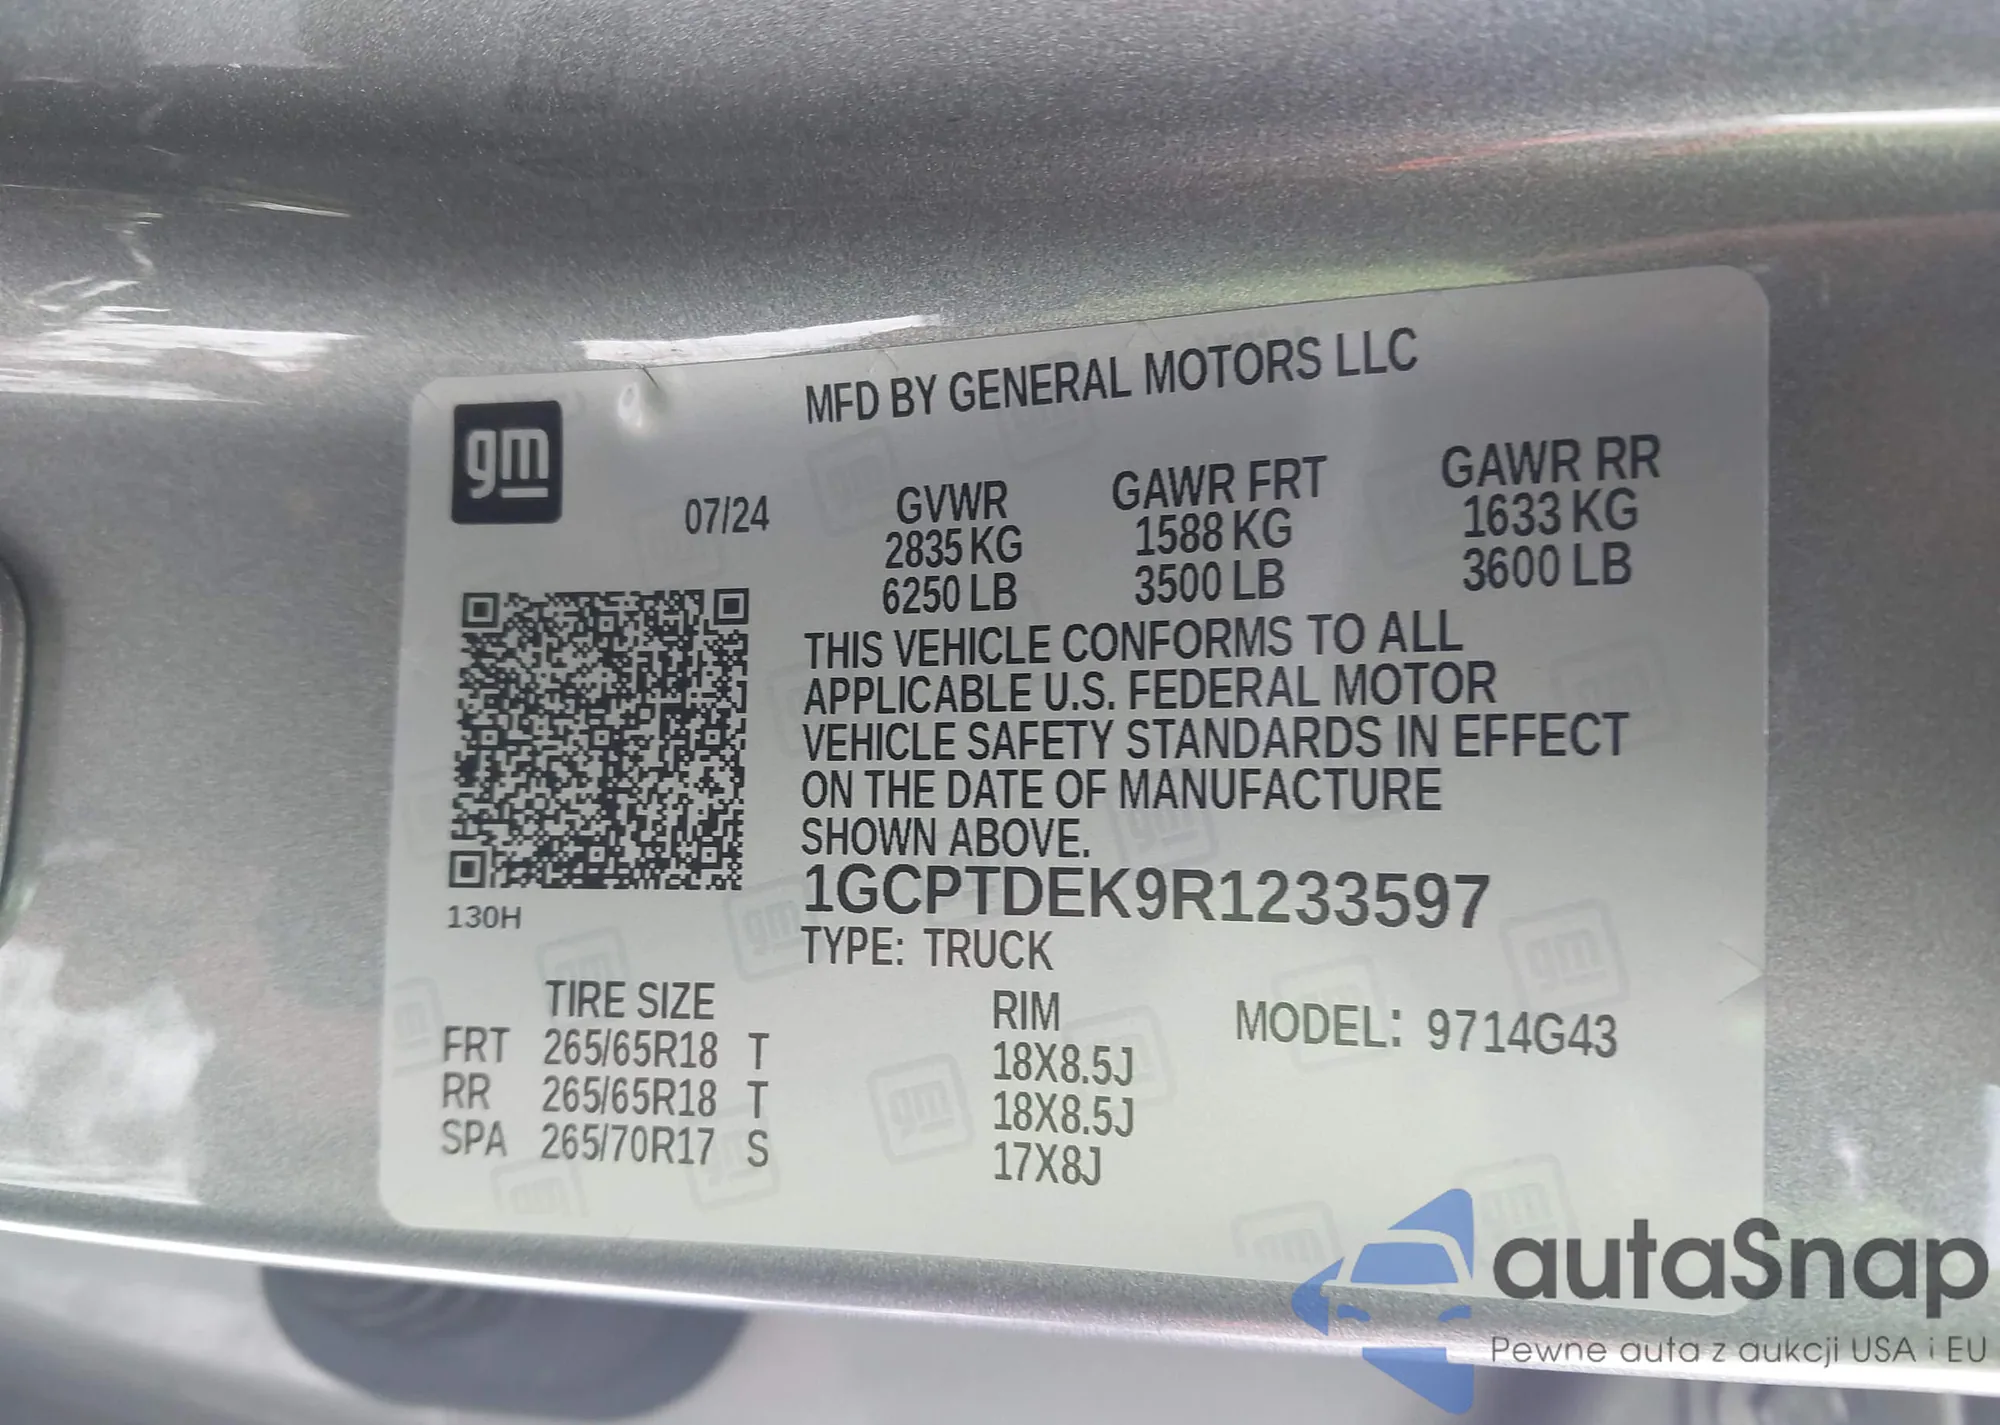 gm
MFD BY GENERAL MOTORS LLC
07/24
GVWR GAWR FRT GAWR RR
2835 KG 1588 KG 1633 KG
6250 LB 3500 LB 3600 LB
THIS VEHICLE CONFORMS TO ALL
APPLICABLE U.S. FEDERAL MOTOR
VEHICLE SAFETY STANDARDS IN EFFECT
ON THE DATE OF MANUFACTURE
SHOWN ABOVE.
1GCPTDEK9R1233597
130H
TYPE: TRUCK
TIRE SIZE RIM MODEL: 9714G43
FRT 265/65R18 T 18X8.5J
RR 265/65R18 T 18X8.5J
SPA 265/70R17 S 17X8J
autaSnap
Pewne auta z aukcji USA i EU